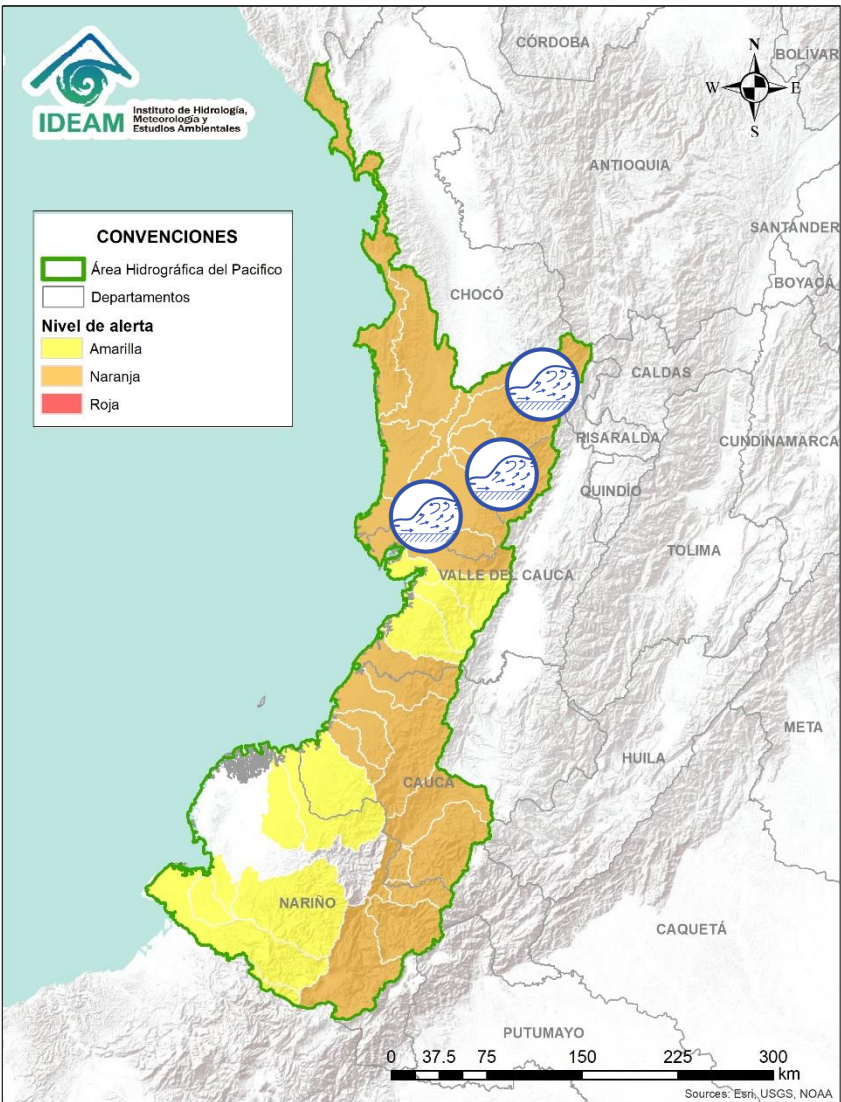 IDEAM
Instituto de Hidrología,
Meteorología y
Estudios Ambientales
N
W
E
S
CÓRDOBA
BOLÍVAR
ANTIOQUIA
SANTANDER
BOYACÁ
CHOCÓ
CALDAS
RISARALDA
CUNDINAMARCA
QUINDÍO
TOLIMA
VALLE DEL CAUCA
META
HUILA
CAUCA
NARIÑO
CAQUETÁ
PUTUMAYO
CONVENCIONES
Área Hidrográfica del Pacifico
Departamentos
Nivel de alerta
Amarilla
Naranja
Roja
0 37.5 75 150 225 300
km
Sources: Esri, USGS, NOAA